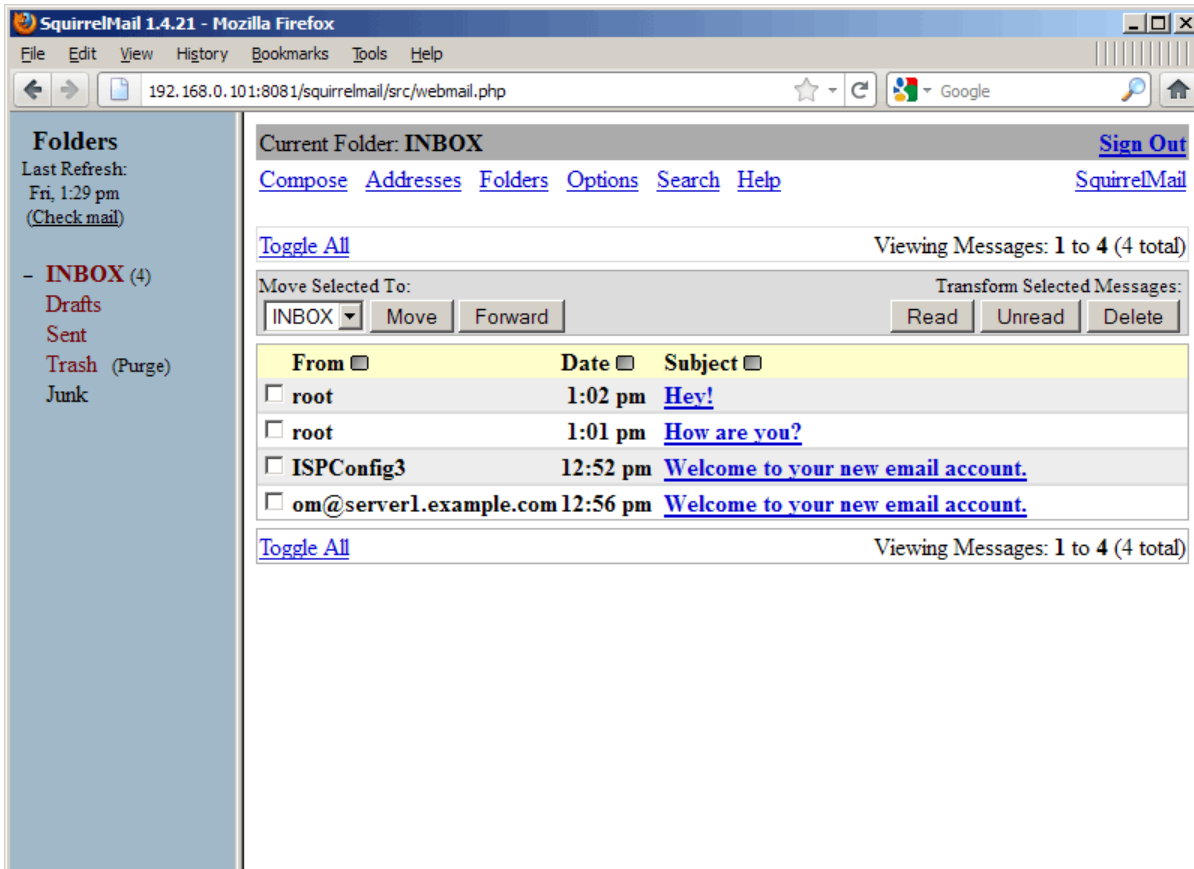 SquirrelMail 1.4.21 - Mozilla Firefox
File Edit View History Bookmarks Tools Help
192.168.0.101:8081/squirrelmail/src/webmail.php Google
Folders
Last Refresh:
Fri, 1:29 pm
(Check mail)
– INBOX (4)
Drafts
Sent
Trash (Purge)
Junk
Current Folder: INBOX Sign Out
Compose Addresses Folders Options Search Help SquirrelMail
Toggle All Viewing Messages: 1 to 4 (4 total)
Move Selected To: Transform Selected Messages:
INBOX Move Forward Read Unread Delete
From Date Subject
root 1:02 pm Hey!
root 1:01 pm How are you?
ISPConfig3 12:52 pm Welcome to your new email account.
om@server1.example.com 12:56 pm Welcome to your new email account.
Toggle All Viewing Messages: 1 to 4 (4 total)